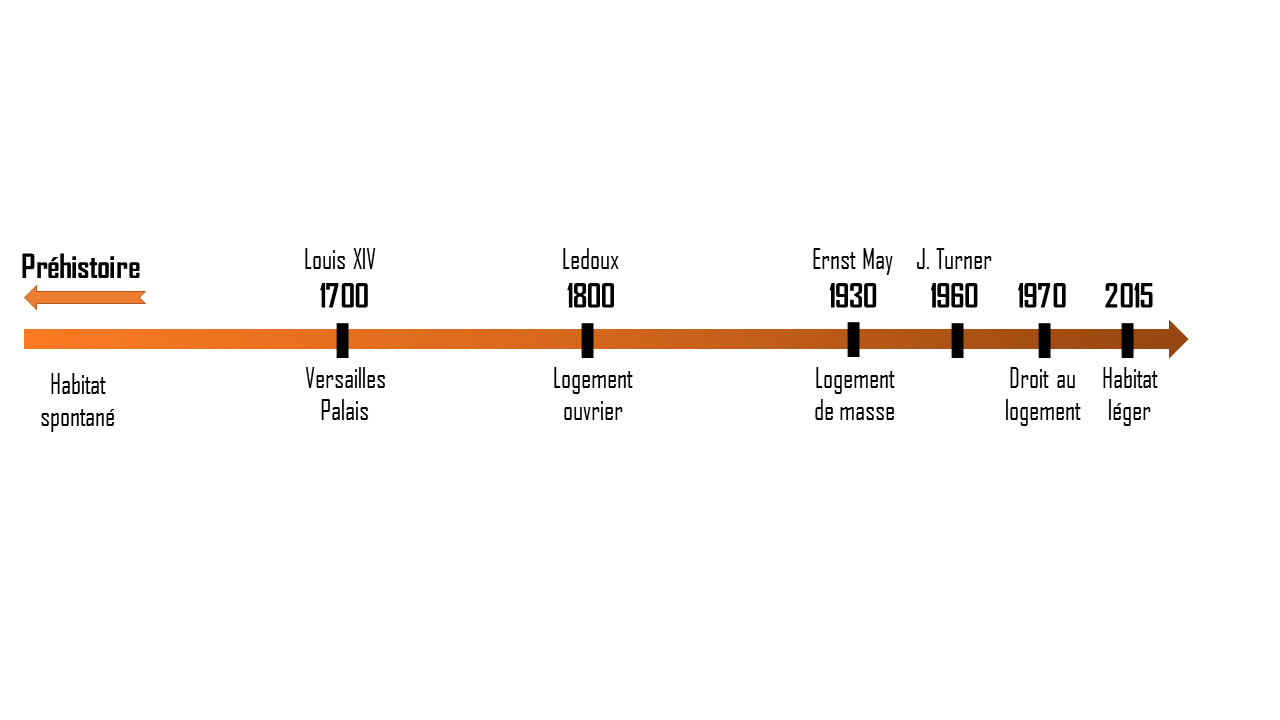 Préhistoire
Louis XIV
Ledoux
Ernst May
J. Turner
1700
1800
1930
1960
1970
2015
Habitat
spontané
Versailles
Palais
Logement
ouvrier
Logement
de masse
Droit au
logement
Habitat
léger